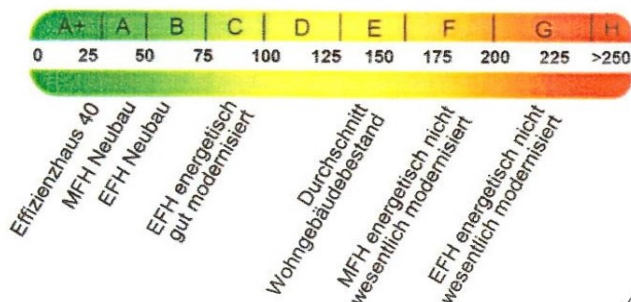 A+ A B C D E F G H
0 25 50 75 100 125 150 175 200 225 >250
Effizienzhaus 40
MFH Neubau
EFH Neubau
EFH energetisch
gut modernisiert
Durchschnitt
Wohngebäudebestand
MFH energetisch nicht
wesentlich modernisiert
EFH energetisch nicht
wesentlich modernisiert